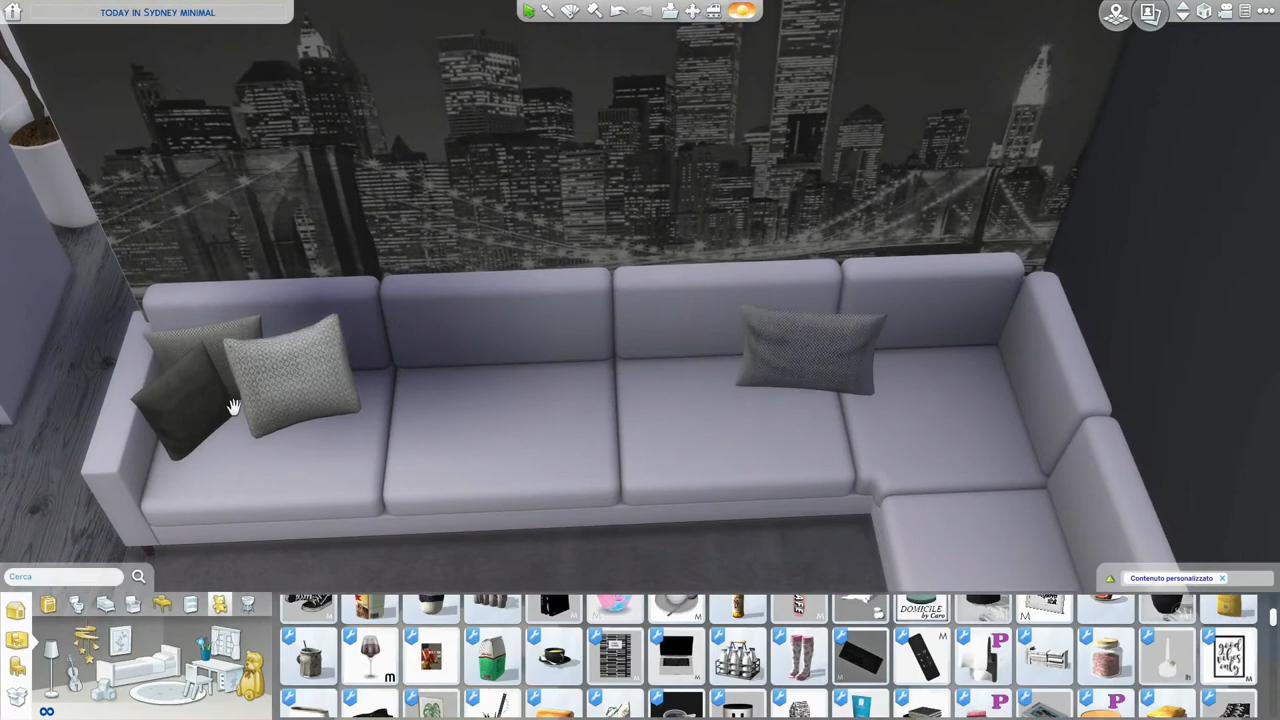 TODAY IN SYDNEY MINIMAL
Cerca
Contenuto personalizzato
DOMICILE
by Caro
good
vibes
only